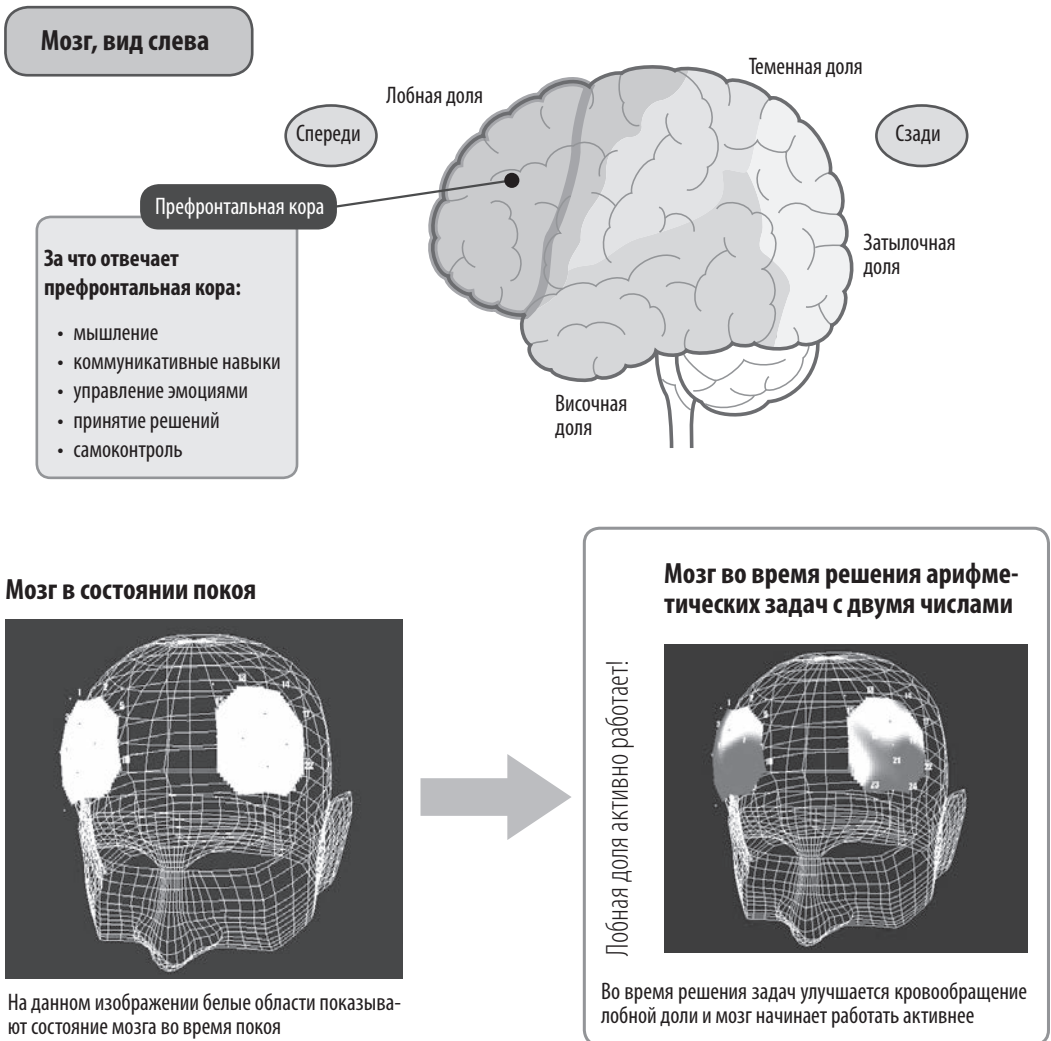 Мозг, вид слева
Лобная доля
Теменная доля
Спереди
Сзади
Префронтальная кора
Затылочная
доля
За что отвечает
префронтальная кора:
• мышление
• коммуникативные навыки
• управление эмоциями
• принятие решений
• самоконтроль
Височная
доля
Мозг в состоянии покоя
На данном изображении белые области показыва-
ют состояние мозга во время покоя
Мозг во время решения арифме-
тических задач с двумя числами
Лобная доля активно работает!
Во время решения задач улучшается кровообращение
лобной доли и мозг начинает работать активнее